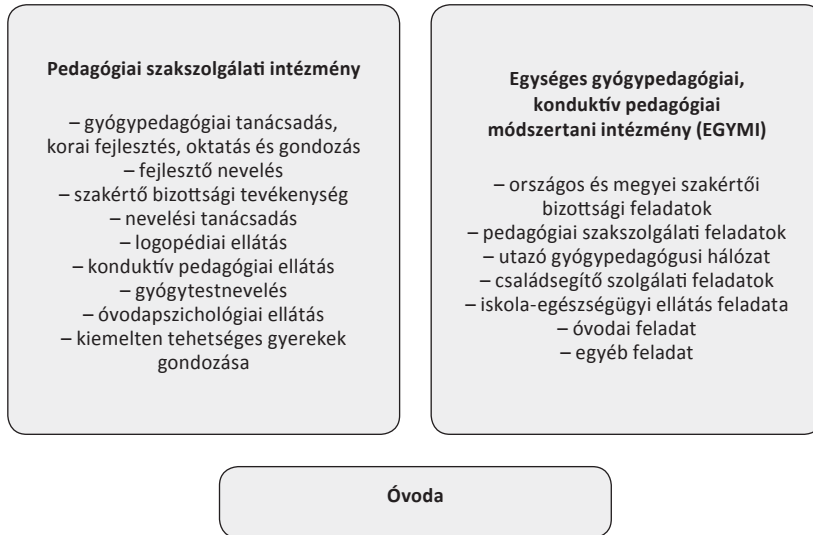 Pedagógiai szakszolgálati intézmény
– gyógypedagógiai tanácsadás,
korai fejlesztés, oktatás és gondozás
– fejlesztő nevelés
– szakértő bizottsági tevékenység
– nevelési tanácsadás
– logopédiai ellátás
– konduktív pedagógiai ellátás
– gyógytestnevelés
– óvodapszichológiai ellátás
– kiemelten tehetséges gyerekek
gondozása
Egységes gyógypedagógiai,
konduktív pedagógiai
módszertani intézmény (EGYMI)
– országos és megyei szakértői
bizottsági feladatok
– pedagógiai szakszolgálati feladatok
– utazó gyógypedagógusi hálózat
– családsegítő szolgálati feladatok
– iskola-egészségügyi ellátás feladata
– óvodai feladat
– egyéb feladat
Óvoda